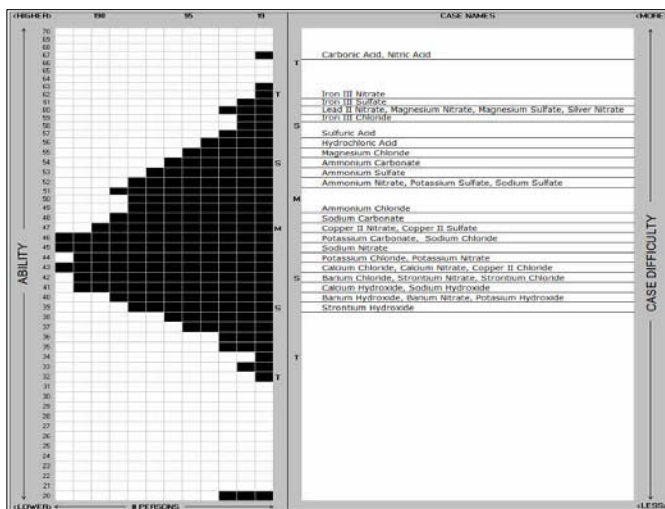 <HIGHER> 190 95 19 CASE NAMES <MORE>
70
69
68
67 Carbonic Acid, Nitric Acid
66 T
65
64
63 T
62 Iron III Nitrate
61 Iron III Sulfate
60 Lead II Nitrate, Magnesium Nitrate, Magnesium Sulfate, Silver Nitrate
59 Iron III Chloride
58 S
57 Sulfuric Acid
56 Hydrochloric Acid
55 Magnesium Chloride
54 S Ammonium Carbonate
53 Ammonium Sulfate
52 Ammonium Nitrate, Potassium Sulfate, Sodium Sulfate
51
50 M
49 Ammonium Chloride
48 Sodium Carbonate
47 M Copper II Nitrate, Copper II Sulfate
46 Potassium Carbonate, Sodium Chloride
45 Sodium Nitrate
44 Potassium Chloride, Potassium Nitrate
43 Calcium Chloride, Calcium Nitrate, Copper II Chloride
42 S Barium Chloride, Strontium Nitrate, Strontium Chloride
41 Calcium Hydroxide, Sodium Hydroxide
40 Barium Hydroxide, Barium Nitrate, Potasium Hydroxide
39 S Strontium Hydroxide
38
37
36
35
34 T
33
32 T
31
30
29
28
27
26
25
24
23
22
21
20
<LOWER> # PERSONS <LESS>
ABILITY
CASE DIFFICULTY